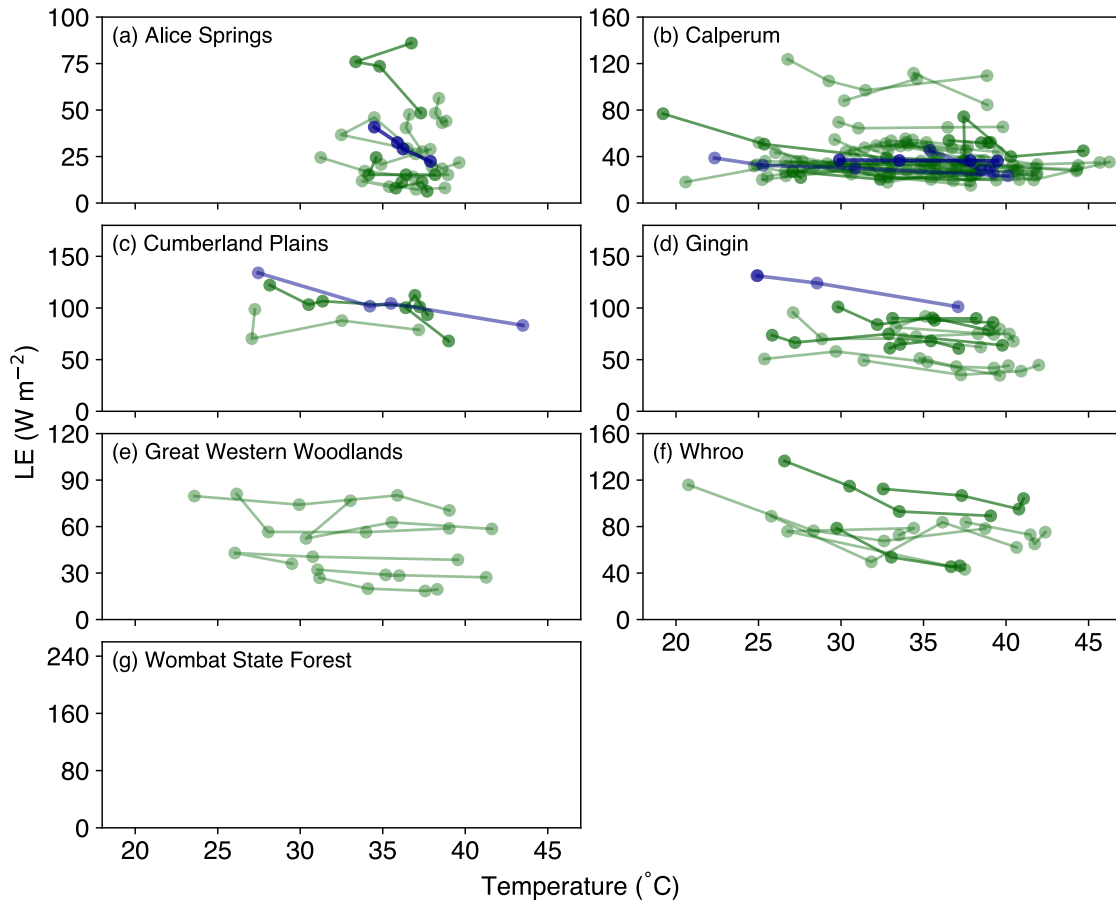 (a) Alice Springs
100
75
50
25
0
(b) Calperum
160
120
80
40
0
(c) Cumberland Plains
150
100
50
0
(d) Gingin
150
100
50
0
(e) Great Western Woodlands
120
90
60
30
0
(f) Whroo
160
120
80
40
0
20 25 30 35 40 45
(g) Wombat State Forest
240
160
80
0
20 25 30 35 40 45
LE (W m⁻²)
Temperature (°C)